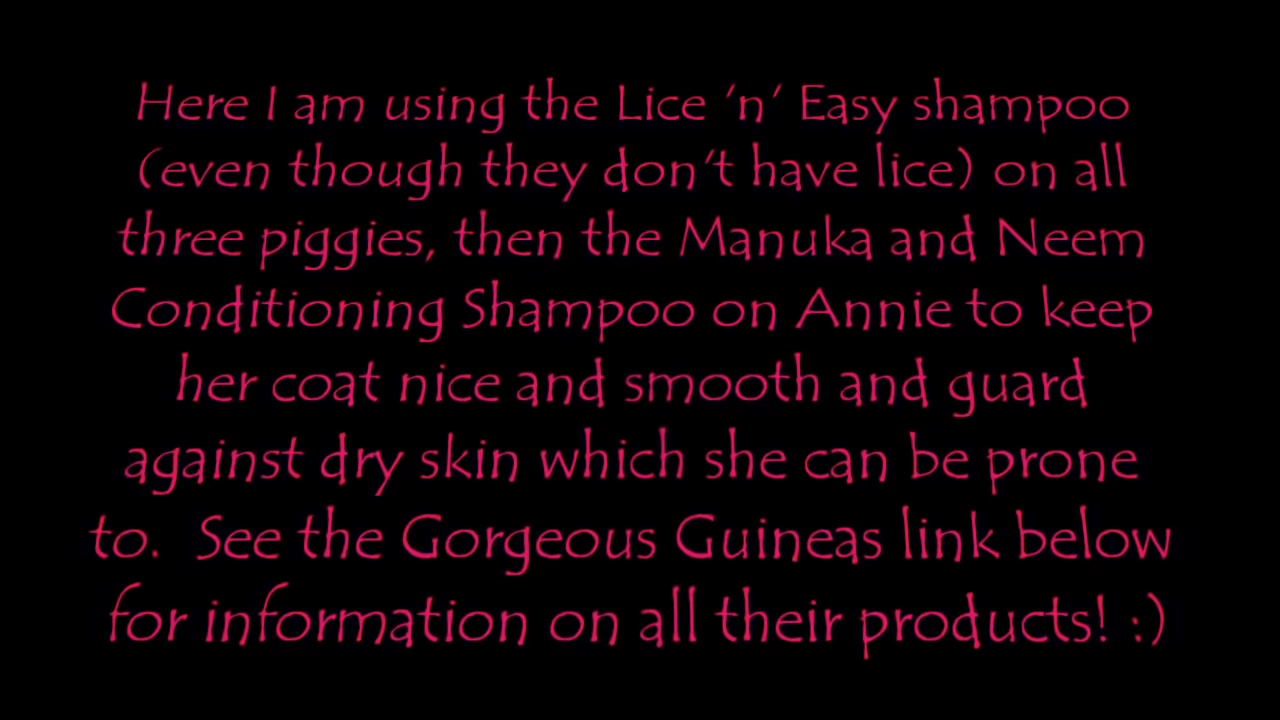 Here I am using the Lice 'n' Easy shampoo
(even though they don't have lice) on all
three piggies, then the Manuka and Neem
Conditioning Shampoo on Annie to keep
her coat nice and smooth and guard
against dry skin which she can be prone
to.  See the Gorgeous Guineas link below
for information on all their products! :)